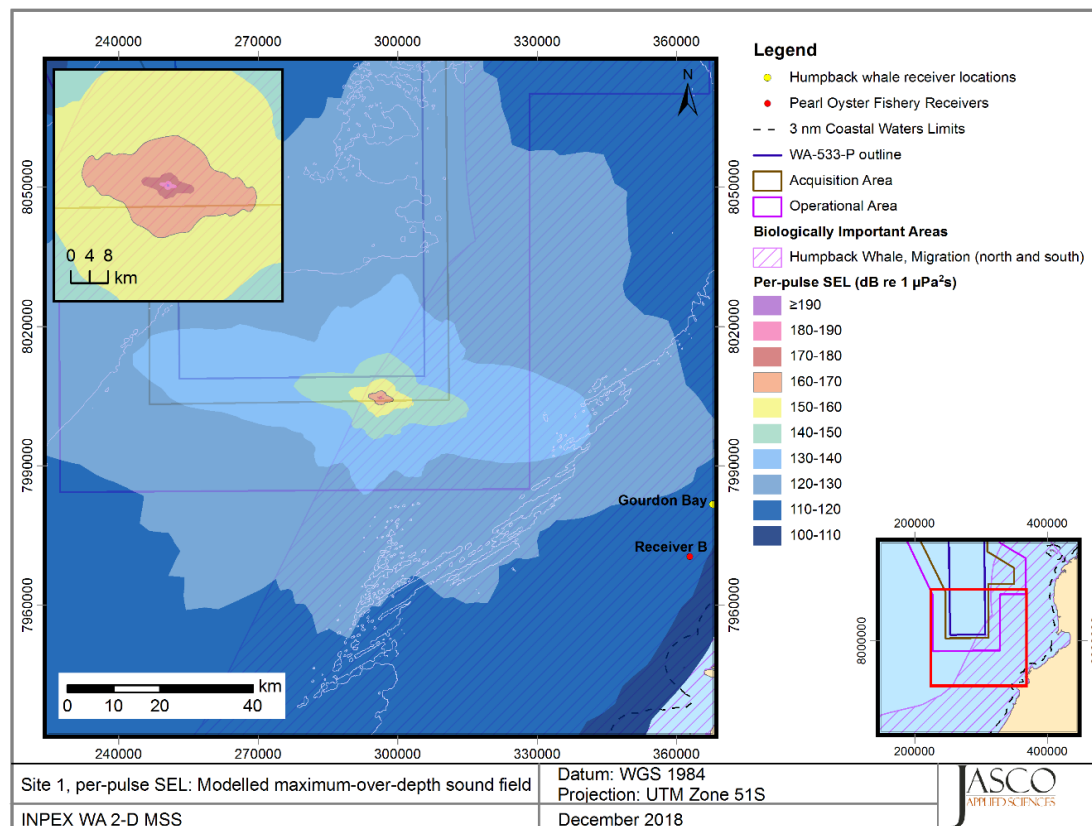 240000 270000 300000 330000 360000
8050000
8020000
7990000
7960000
8050000
8020000
7990000
7960000
240000 270000 300000 330000 360000
0 4 8
km
N
Gourdon Bay
Receiver B
km
0 10 20 40
Legend
Humpback whale receiver locations
Pearl Oyster Fishery Receivers
3 nm Coastal Waters Limits
WA-533-P outline
Acquisition Area
Operational Area
Biologically Important Areas
Humpback Whale, Migration (north and south)
Per-pulse SEL (dB re 1 µPa²s)
≥190
180-190
170-180
160-170
150-160
140-150
130-140
120-130
110-120
100-110
200000 400000
8000000
200000 400000
Site 1, per-pulse SEL: Modelled maximum-over-depth sound field
INPEX WA 2-D MSS
Datum: WGS 1984
Projection: UTM Zone 51S
December 2018
JASCO
APPLIED SCIENCES